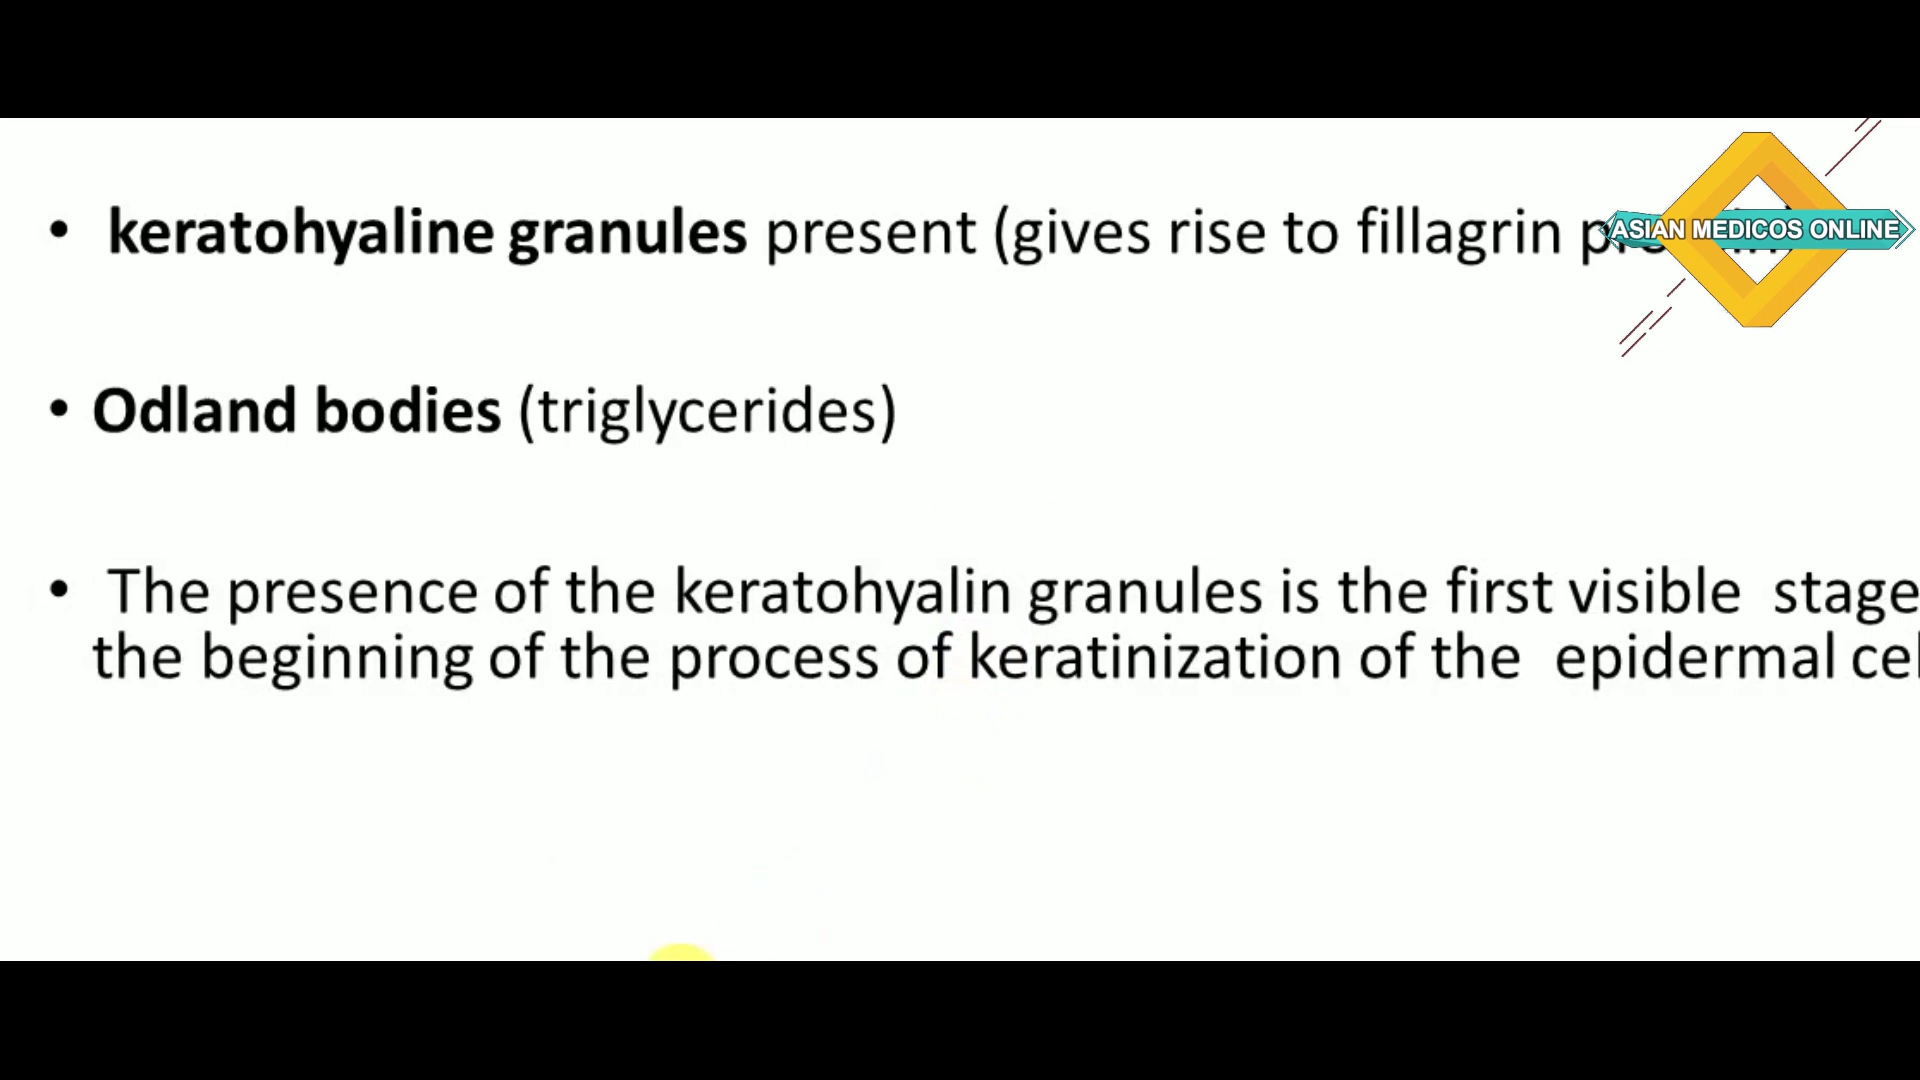 • keratohyaline granules present (gives rise to fillagrin
ASIAN MEDICOS ONLINE
• Odland bodies (triglycerides)
• The presence of the keratohyalin granules is the first visible stage
the beginning of the process of keratinization of the epidermal